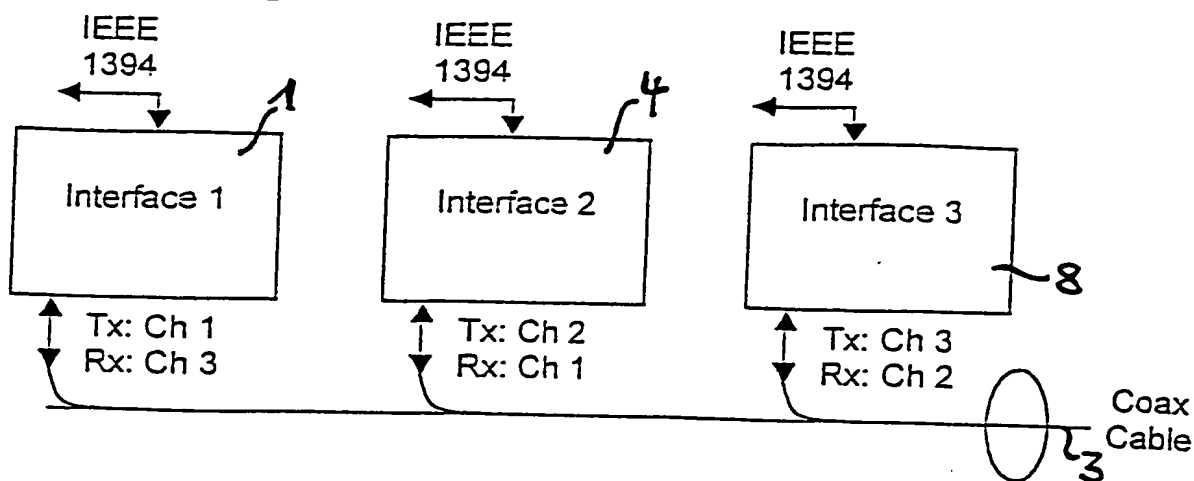 IEEE
1394
1
Interface 1
Tx: Ch 1
Rx: Ch 3
IEEE
1394
4
Interface 2
Tx: Ch 2
Rx: Ch 1
IEEE
1394
Interface 3
8
Tx: Ch 3
Rx: Ch 2
Coax
Cable
3